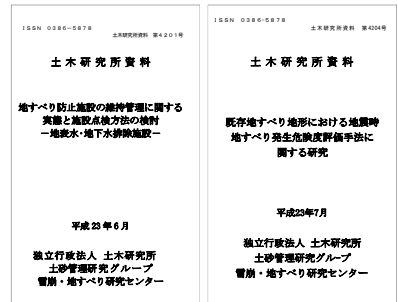 ISSN 0386-5878
土木研究所資料 第4201号
土木研究所資料
地すべり防止施設の維持管理に関する
実態と施設点検方法の検討
－地表水・地下水排除施設－
平成23年6月
独立行政法人 土木研究所
土砂管理研究グループ
雪崩・地すべり研究センター
ISSN 0386-5878
土木研究所資料 第4204号
土木研究所資料
既存地すべり地形における地震時
地すべり発生危険度評価手法に
関する研究
平成23年7月
独立行政法人 土木研究所
土砂管理研究グループ
雪崩・地すべり研究センター